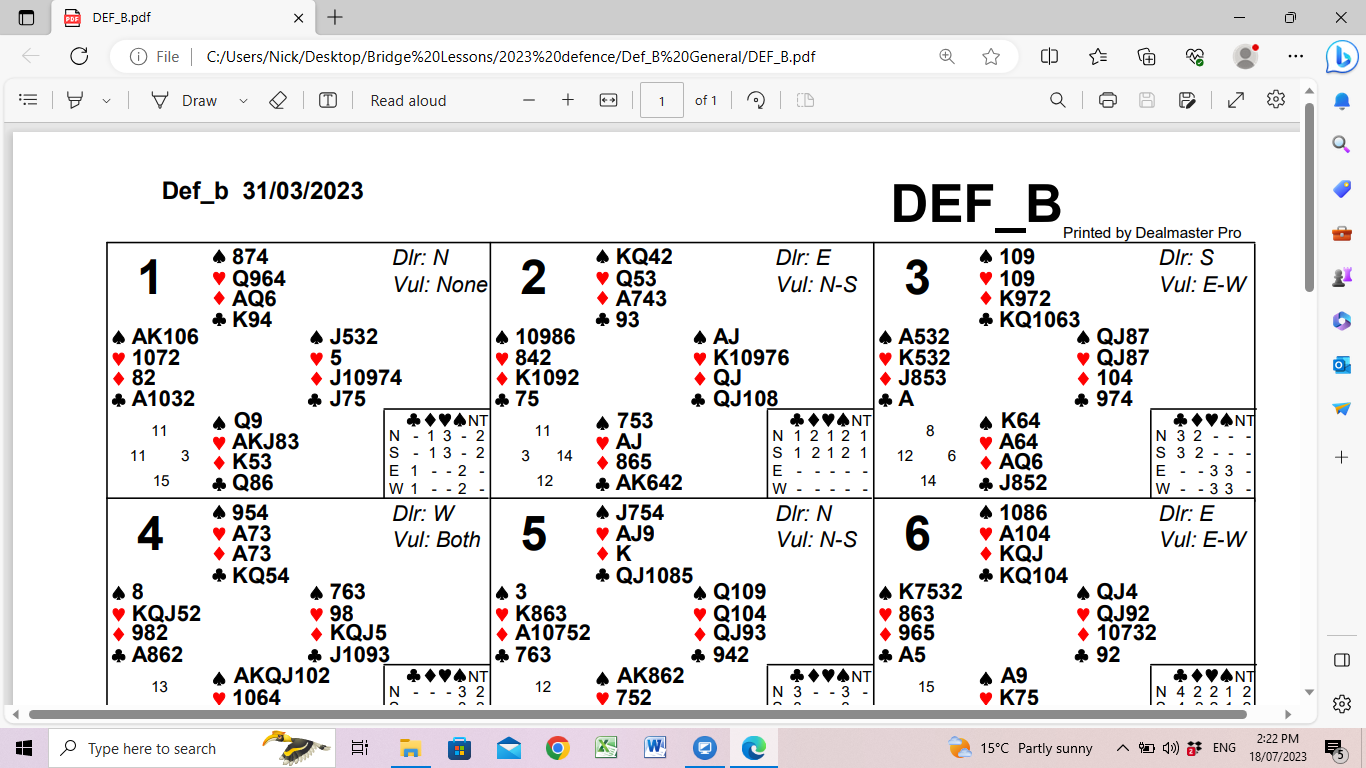 DEF_B.pdf
File C:/Users/Nick/Desktop/Bridge%20Lessons/2023%20defence/Def_B%20General/DEF_B.pdf
Draw Read aloud 1 of 1
Def_b 31/03/2023
DEF_B
Printed by Dealmaster Pro
1
♠ 874
♥ Q964
♦ AQ6
♣ K94
Dlr: N
Vul: None
♠ AK106
♥ 1072
♦ 82
♣ A1032
♠ J532
♥ 5
♦ J10974
♣ J75
♠ Q9
♥ AKJ83
♦ K53
♣ Q86
11
11 3
15
♣♦♥♠NT
N - 1 3 - 2
S - 1 3 - 2
E 1 - - 2 -
W 1 - - 2 -
2
♠ KQ42
♥ Q53
♦ A743
♣ 93
Dlr: E
Vul: N-S
♠ 10986
♥ 842
♦ K1092
♣ 75
♠ AJ
♥ K10976
♦ QJ
♣ QJ108
♠ 753
♥ AJ
♦ 865
♣ AK642
11
3 14
12
♣♦♥♠NT
N 1 2 1 2 1
S 1 2 1 2 1
E - - - - -
W - - - - -
3
♠ 109
♥ 109
♦ K972
♣ KQ1063
Dlr: S
Vul: E-W
♠ A532
♥ K532
♦ J853
♣ A
♠ QJ87
♥ QJ87
♦ 104
♣ 974
♠ K64
♥ A64
♦ AQ6
♣ J852
8
12 6
14
♣♦♥♠NT
N 3 2 - - -
S 3 2 - - -
E - - 3 3 -
W - - 3 3 -
4
♠ 954
♥ A73
♦ A73
♣ KQ54
Dlr: W
Vul: Both
♠ 8
♥ KQJ52
♦ 982
♣ A862
♠ 763
♥ 98
♦ KQJ5
♣ J1093
♠ AKQJ102
♥ 1064
13
♣♦♥♠NT
N - - - 3 2
5
♠ J754
♥ AJ9
♦ K
♣ QJ1085
Dlr: N
Vul: N-S
♠ 3
♥ K863
♦ A10752
♣ 763
♠ Q109
♥ Q104
♦ QJ93
♣ 942
♠ AK862
♥ 752
12
♣♦♥♠NT
N 3 - - 3 -
6
♠ 1086
♥ A104
♦ KQJ
♣ KQ104
Dlr: E
Vul: E-W
♠ K7532
♥ 863
♦ 965
♣ A5
♠ QJ4
♥ QJ92
♦ 10732
♣ 92
♠ A9
♥ K75
15
♣♦♥♠NT
N 4 2 2 1 2
Type here to search
15°C Partly sunny
ENG
2:22 PM
18/07/2023
5